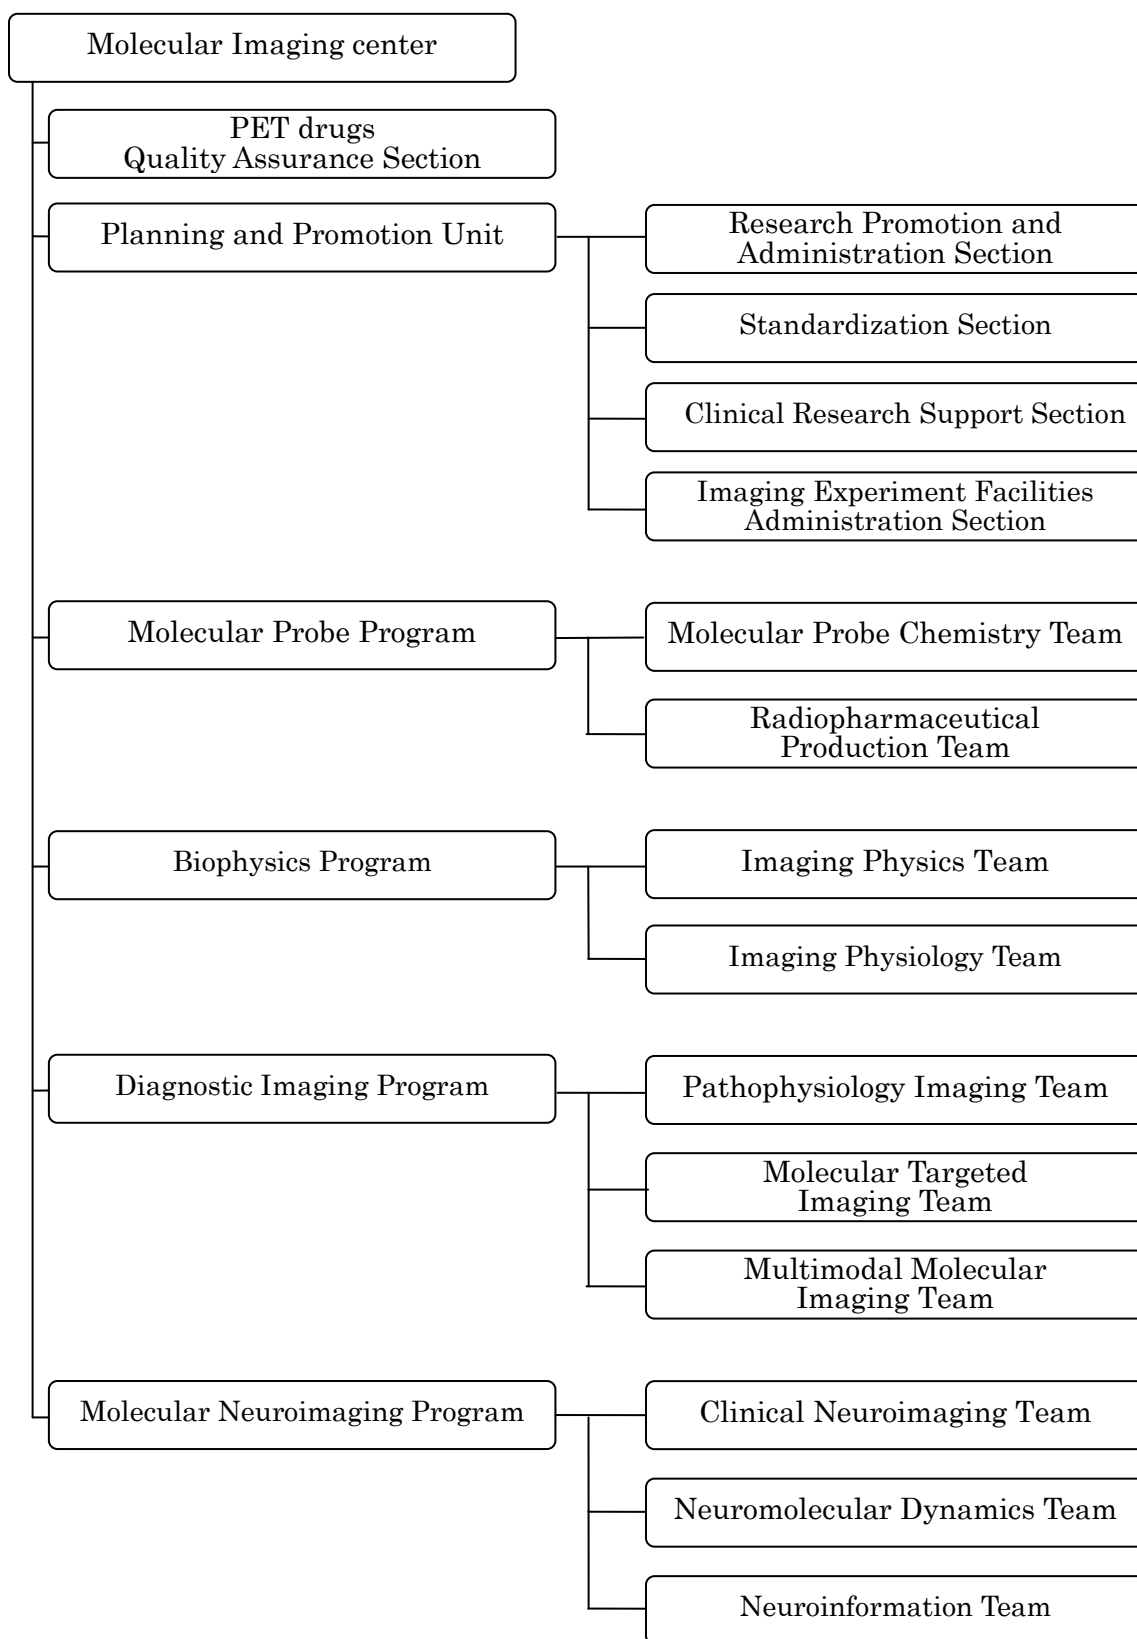 Molecular Imaging center
PET drugs
Quality Assurance Section
Planning and Promotion Unit
Research Promotion and
Administration Section
Standardization Section
Clinical Research Support Section
Imaging Experiment Facilities
Administration Section
Molecular Probe Program
Molecular Probe Chemistry Team
Radiopharmaceutical
Production Team
Biophysics Program
Imaging Physics Team
Imaging Physiology Team
Diagnostic Imaging Program
Pathophysiology Imaging Team
Molecular Targeted
Imaging Team
Multimodal Molecular
Imaging Team
Molecular Neuroimaging Program
Clinical Neuroimaging Team
Neuromolecular Dynamics Team
Neuroinformation Team